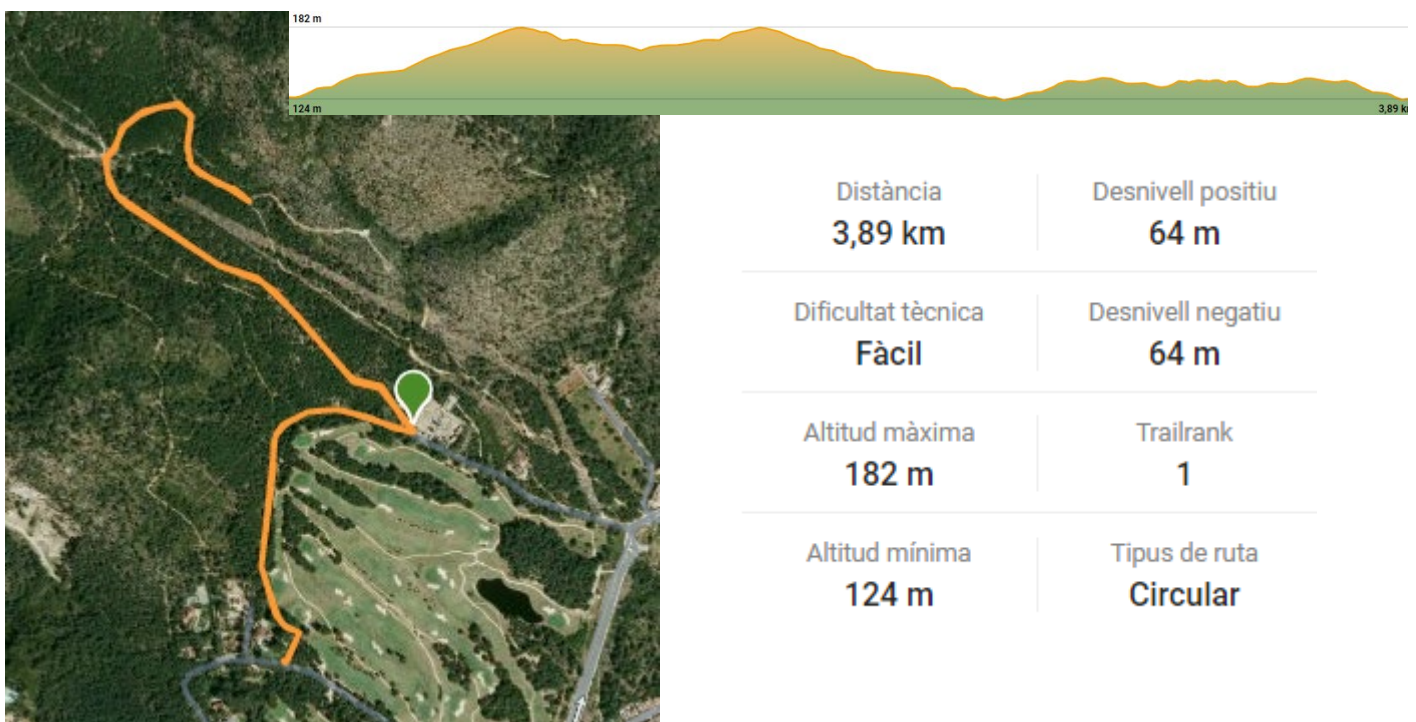 182 m
124 m
3,89 k
Distància
3,89 km
Desnivell positiu
64 m
Dificultat tècnica
Fàcil
Desnivell negatiu
64 m
Altitud màxima
182 m
Trailrank
1
Altitud mínima
124 m
Tipus de ruta
Circular